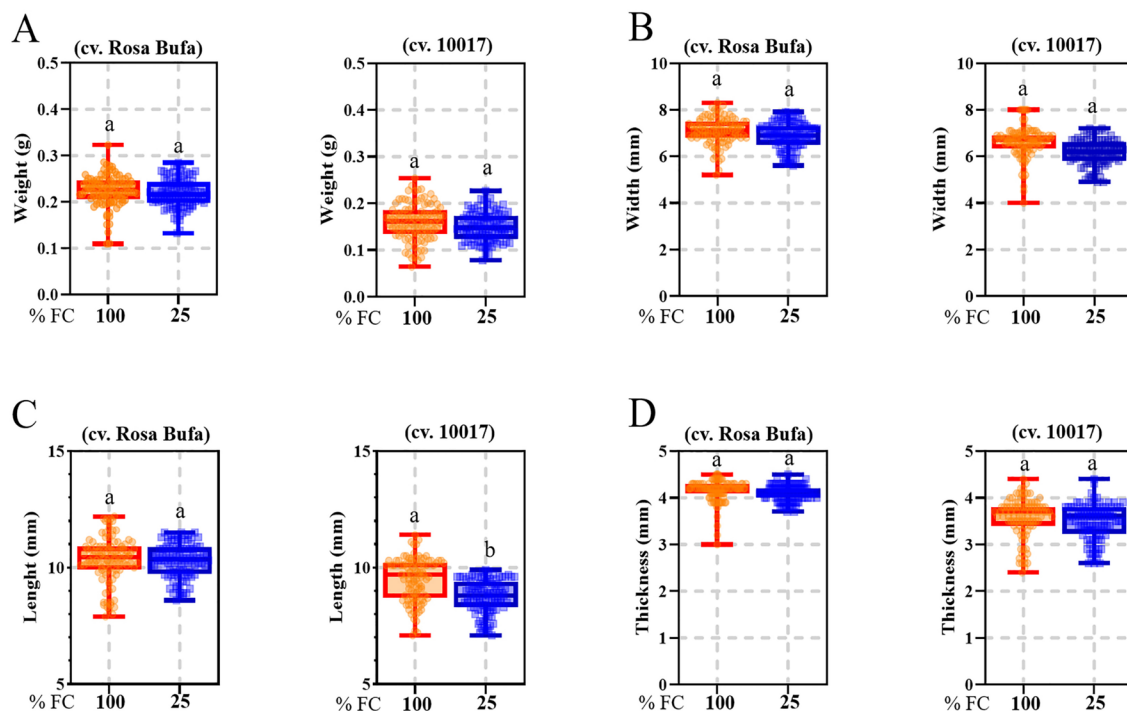 A
(cv. Rosa Bufa)
Weight (g)
0.5
0.4
0.3
0.2
0.1
0.0
a
a
% FC
100
25
(cv. 10017)
Weight (g)
0.5
0.4
0.3
0.2
0.1
0.0
a
a
% FC
100
25
B
(cv. Rosa Bufa)
Width (mm)
10
8
6
4
2
0
a
a
% FC
100
25
(cv. 10017)
Width (mm)
10
8
6
4
2
0
a
a
% FC
100
25
C
(cv. Rosa Bufa)
Lenght (mm)
15
10
5
a
a
% FC
100
25
(cv. 10017)
Length (mm)
15
10
5
a
b
% FC
100
25
D
(cv. Rosa Bufa)
Thickness (mm)
5
4
3
2
1
0
a
a
% FC
100
25
(cv. 10017)
Thickness (mm)
5
4
3
2
1
0
a
a
% FC
100
25